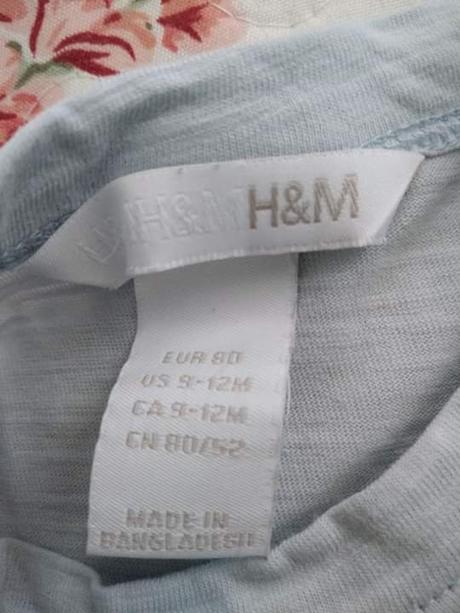 H&M
EUR 80
US 9-12M
CA 9-12M
CN 80/52
MADE IN
BANGLADESH